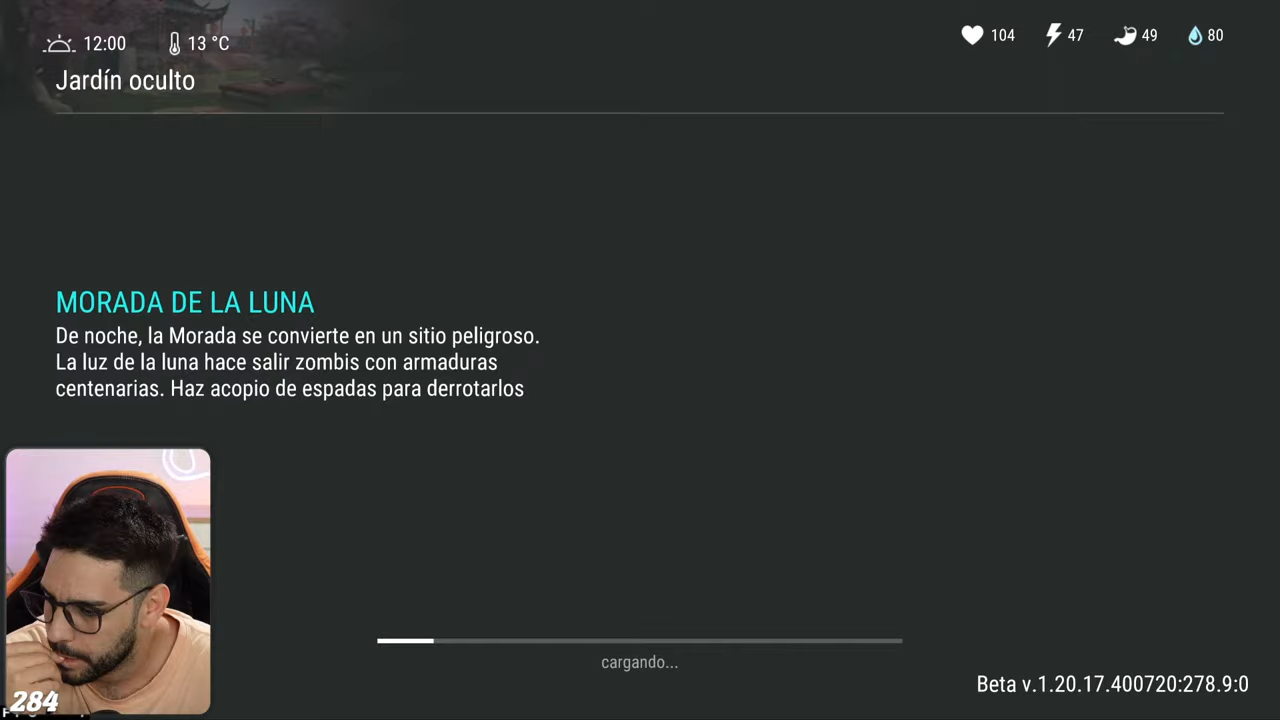 12:00 13 °C
104 47 49 80
Jardín oculto
MORADA DE LA LUNA
De noche, la Morada se convierte en un sitio peligroso.
La luz de la luna hace salir zombis con armaduras
centenarias. Haz acopio de espadas para derrotarlos
284
cargando...
Beta v.1.20.17.400720:278.9:0